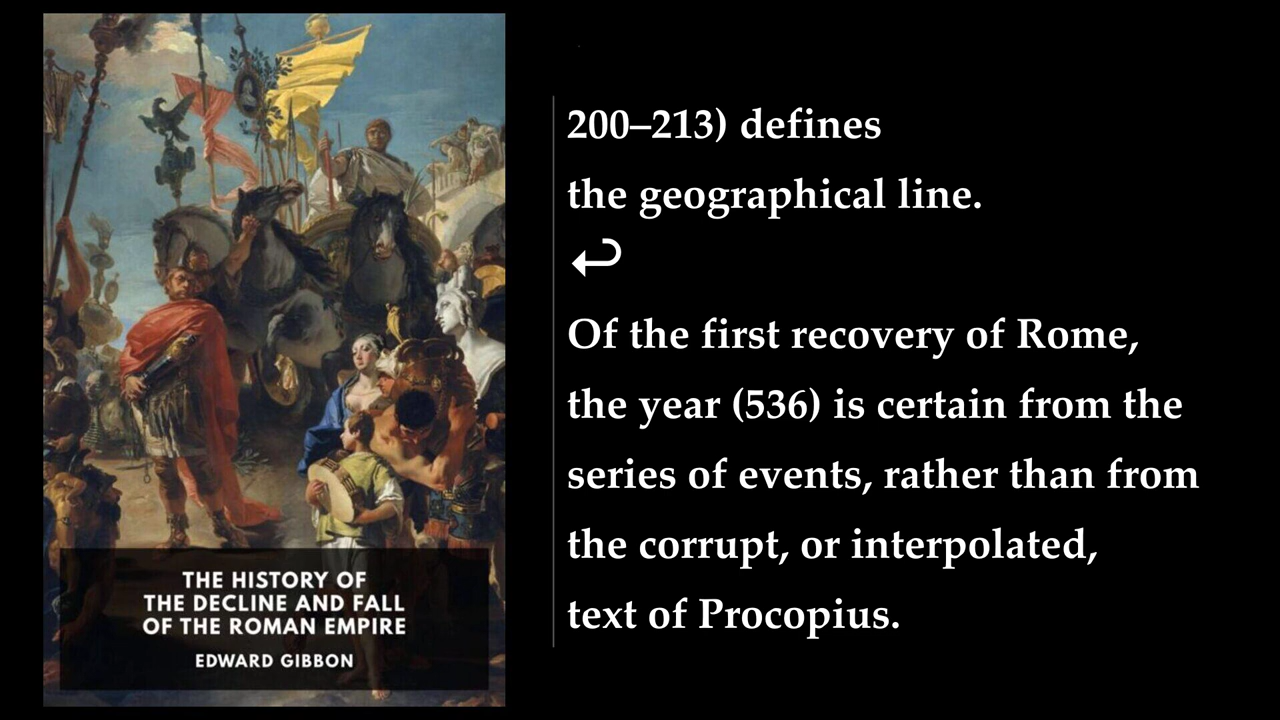 THE HISTORY OF
THE DECLINE AND FALL
OF THE ROMAN EMPIRE
EDWARD GIBBON
200–213) defines
the geographical line.
↩
Of the first recovery of Rome,
the year (536) is certain from the
series of events, rather than from
the corrupt, or interpolated,
text of Procopius.